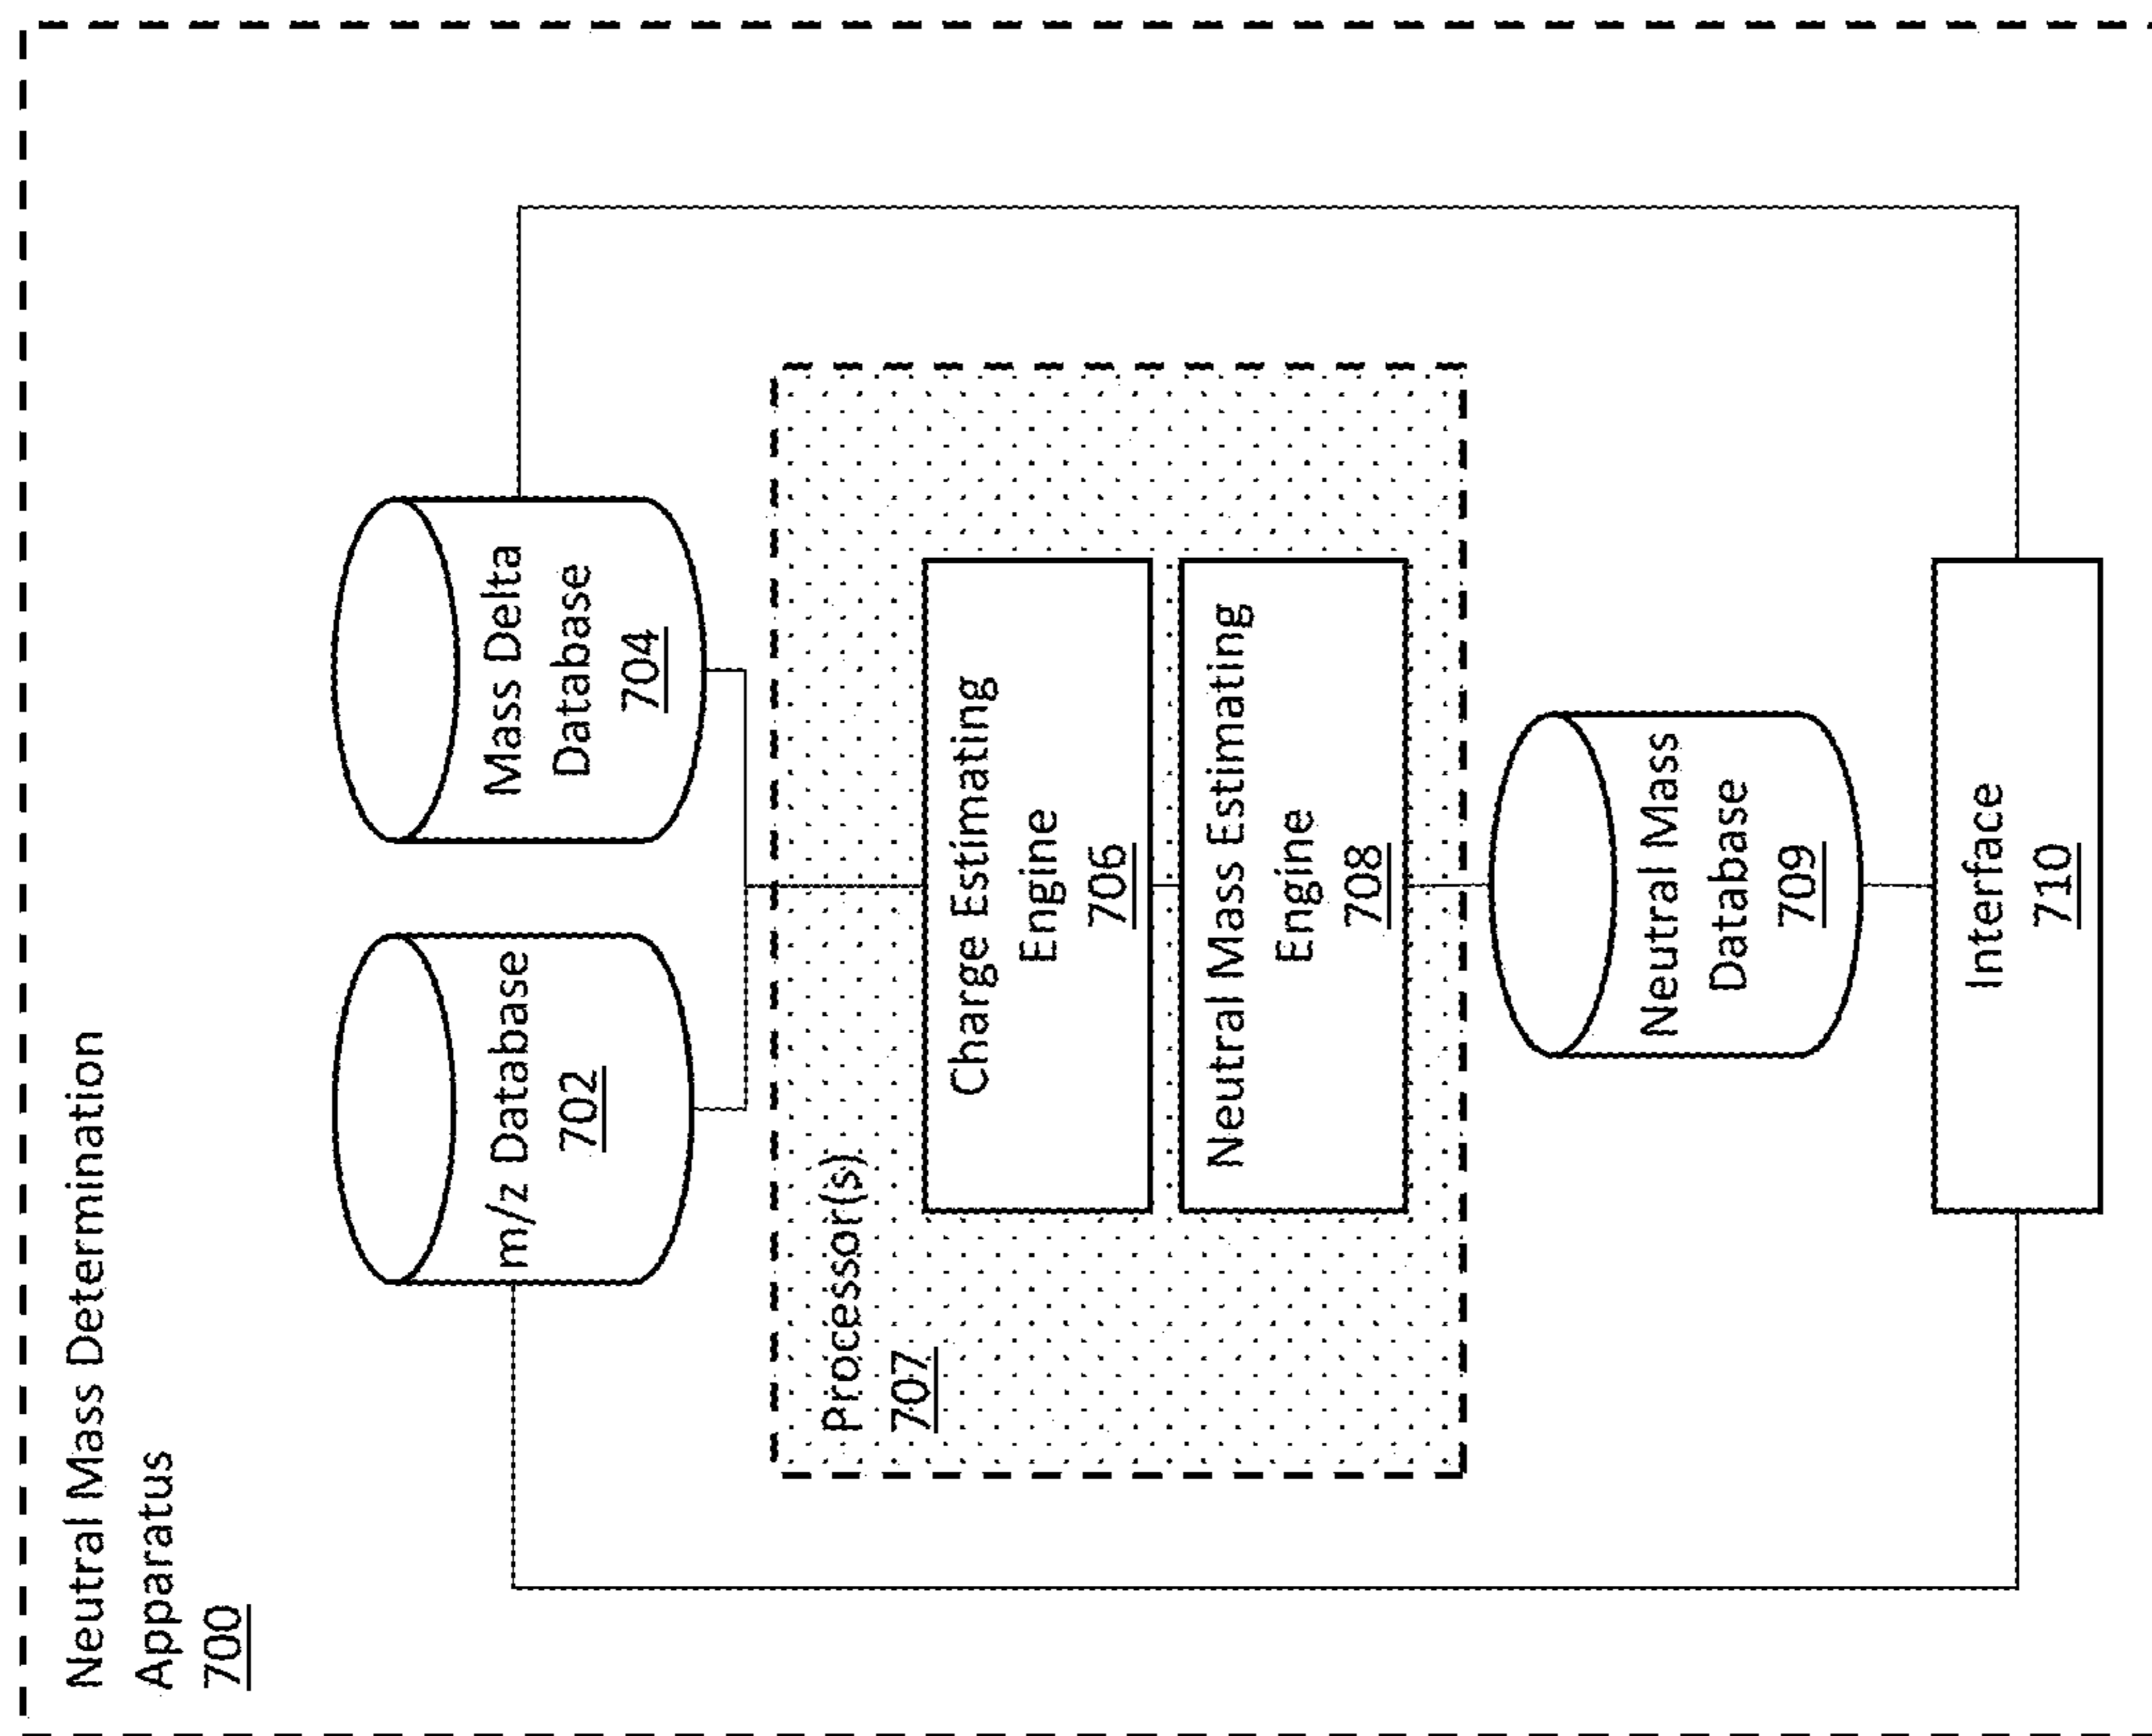 Neutral Mass Determination
Apparatus
700
m/z Database
702
Mass Delta
Database
704
Processor(s)
707
Charge Estimating
Engine
706
Neutral Mass Estimating
Engine
708
Neutral Mass
Database
709
Interface
710